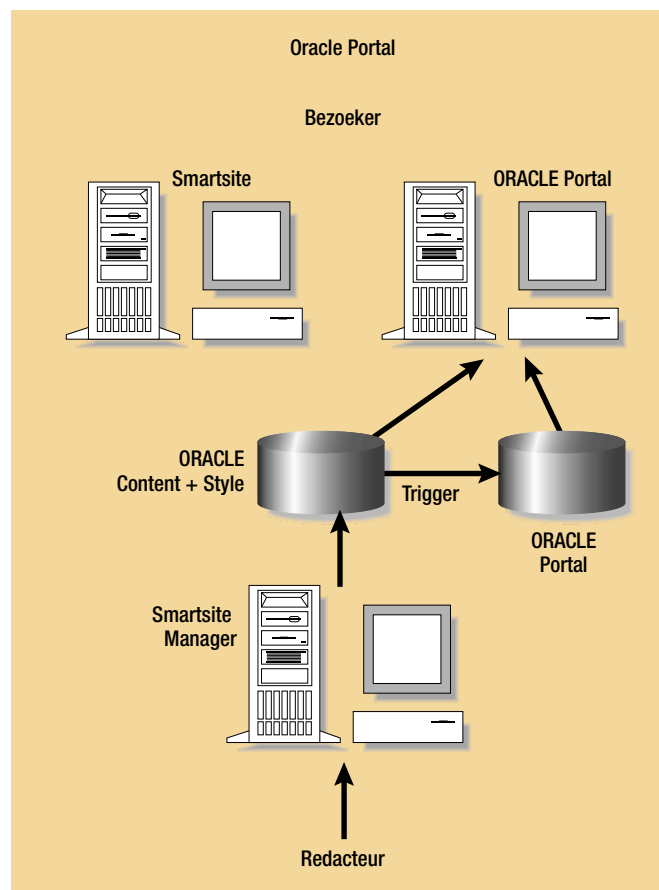 Oracle Portal
Bezoeker
Smartsite
ORACLE Portal
ORACLE
Content + Style
Trigger
ORACLE
Portal
Smartsite
Manager
Redacteur